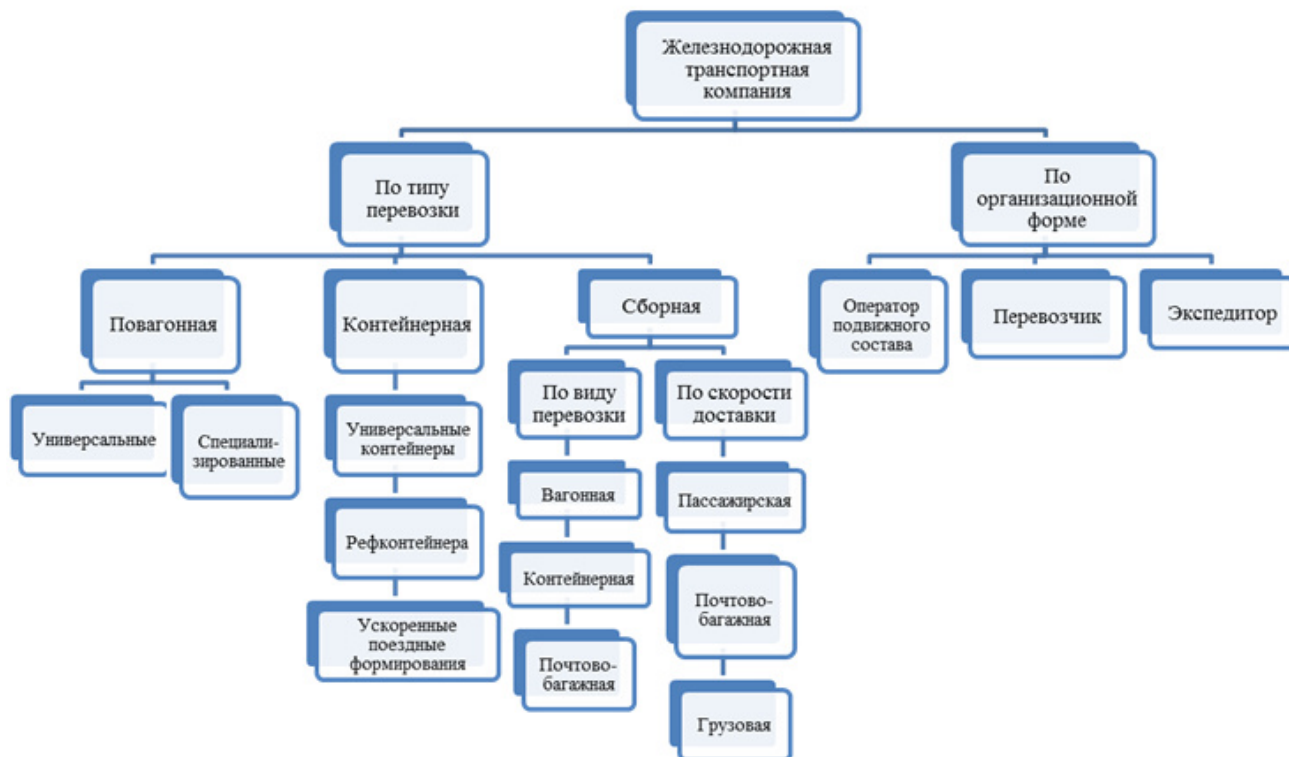 Железнодорожная
транспортная
компания
По типу
перевозки
По
организационной
форме
Повагонная
Контейнерная
Сборная
Оператор
подвижного
состава
Перевозчик
Экспедитор
Универсальные
Специали-
зированные
Универсальные
контейнеры
Рефконтейнера
Ускоренные
поездные
формирования
По виду
перевозки
Вагонная
Контейнерная
Почтово-
багажная
По скорости
доставки
Пассажирская
Почтово-
багажная
Грузовая